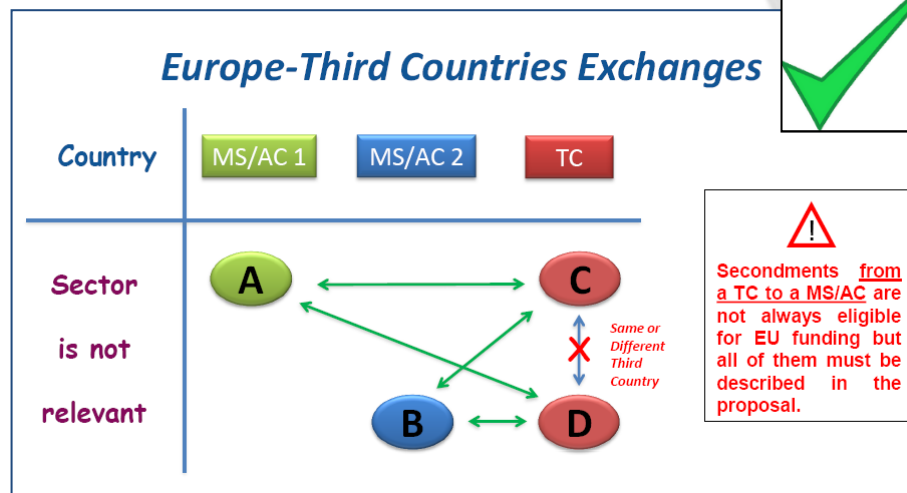 Europe-Third Countries Exchanges
Country
MS/AC 1
MS/AC 2
TC
Sector
is not
relevant
A
C
B
D
Same or
Different
Third
Country
!
Secondments from
a TC to a MS/AC are
not always eligible
for EU funding but
all of them must be
described in the
proposal.